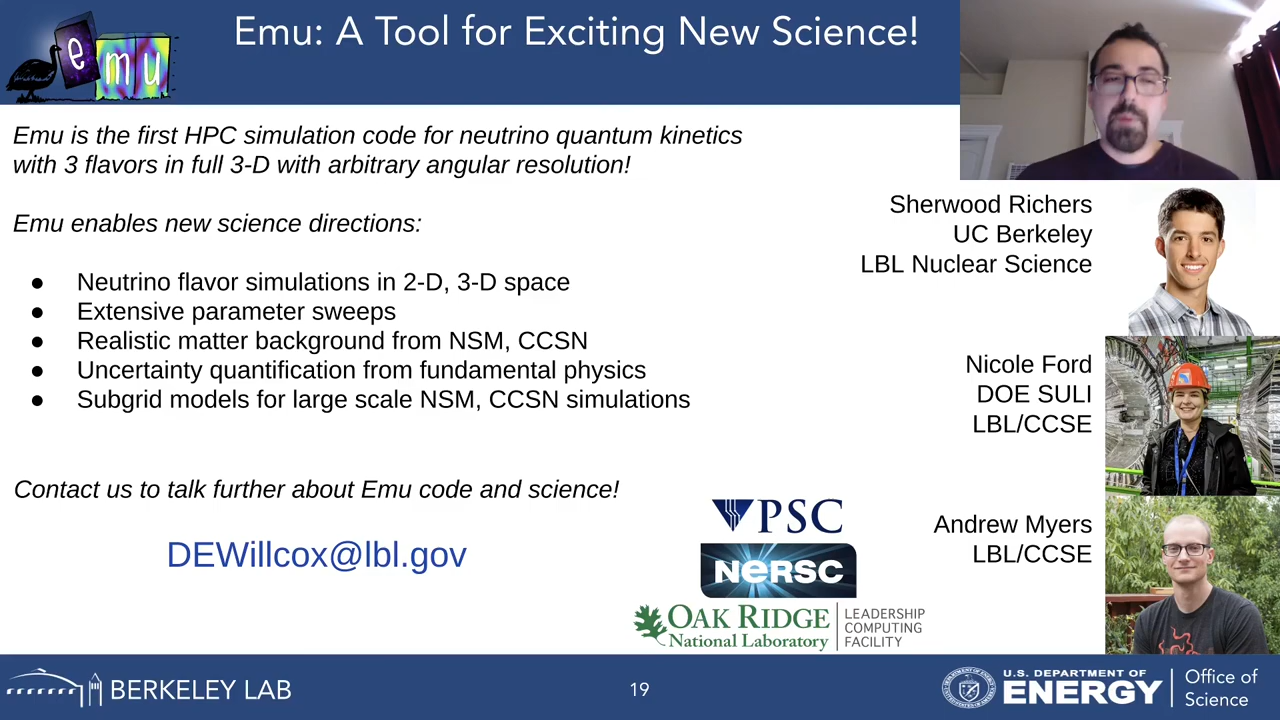 emu
Emu: A Tool for Exciting New Science!
Emu is the first HPC simulation code for neutrino quantum kinetics
with 3 flavors in full 3-D with arbitrary angular resolution!
Emu enables new science directions:
● Neutrino flavor simulations in 2-D, 3-D space
● Extensive parameter sweeps
● Realistic matter background from NSM, CCSN
● Uncertainty quantification from fundamental physics
● Subgrid models for large scale NSM, CCSN simulations
Contact us to talk further about Emu code and science!
DEWillcox@lbl.gov
Sherwood Richers
UC Berkeley
LBL Nuclear Science
Nicole Ford
DOE SULI
LBL/CCSE
Andrew Myers
LBL/CCSE
PSC
NERSC
OAK RIDGE
National Laboratory
LEADERSHIP
COMPUTING
FACILITY
BERKELEY LAB
19
U.S. DEPARTMENT OF
ENERGY
Office of
Science